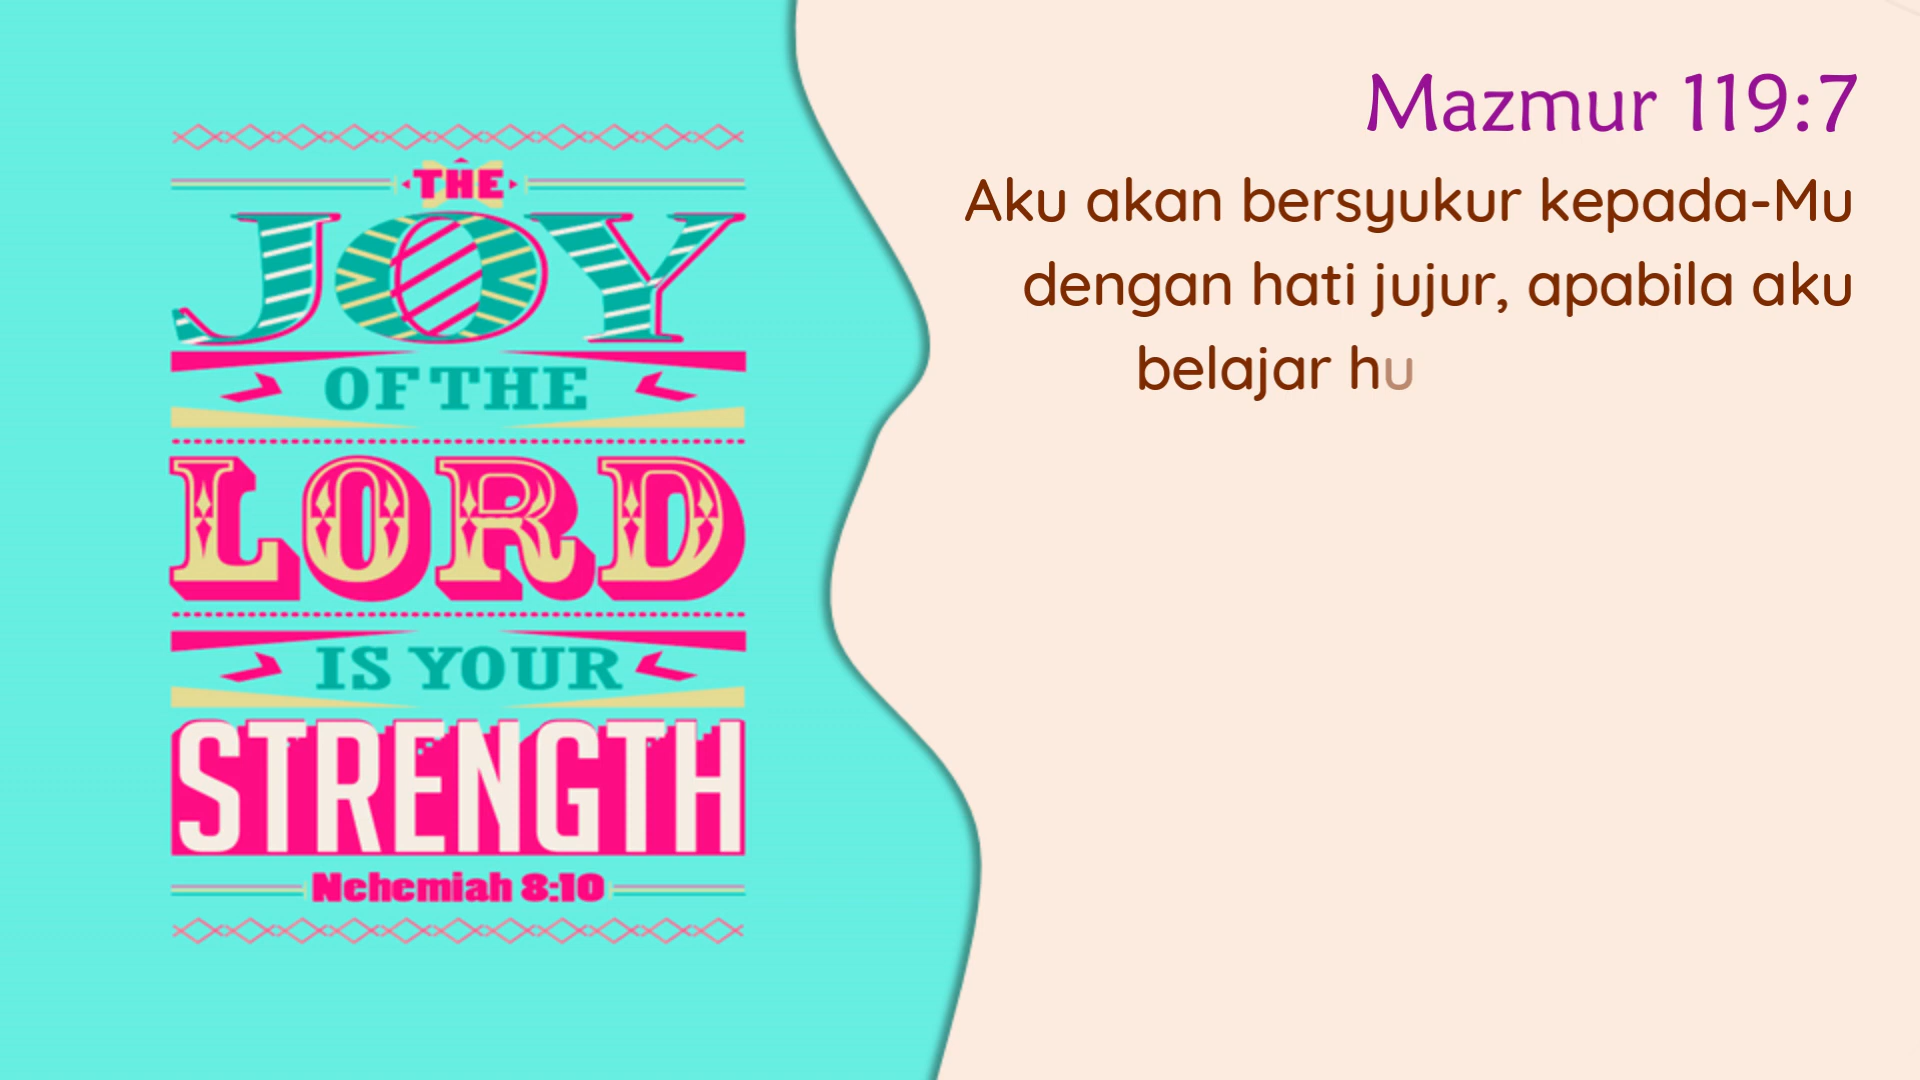 THE
JOY
OF THE
LORD
IS YOUR
STRENGTH
Nehemiah 8:10
Mazmur 119:7
Aku akan bersyukur kepada-Mu
dengan hati jujur, apabila aku
belajar hu